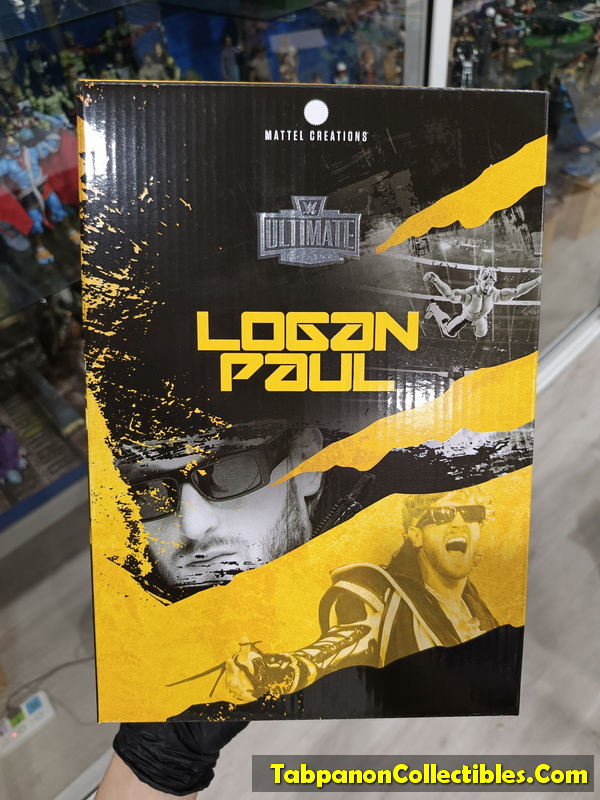 MATTEL CREATIONS
W
ULTIMATE
LOGAN
PAUL
TabpanonCollectibles.Com